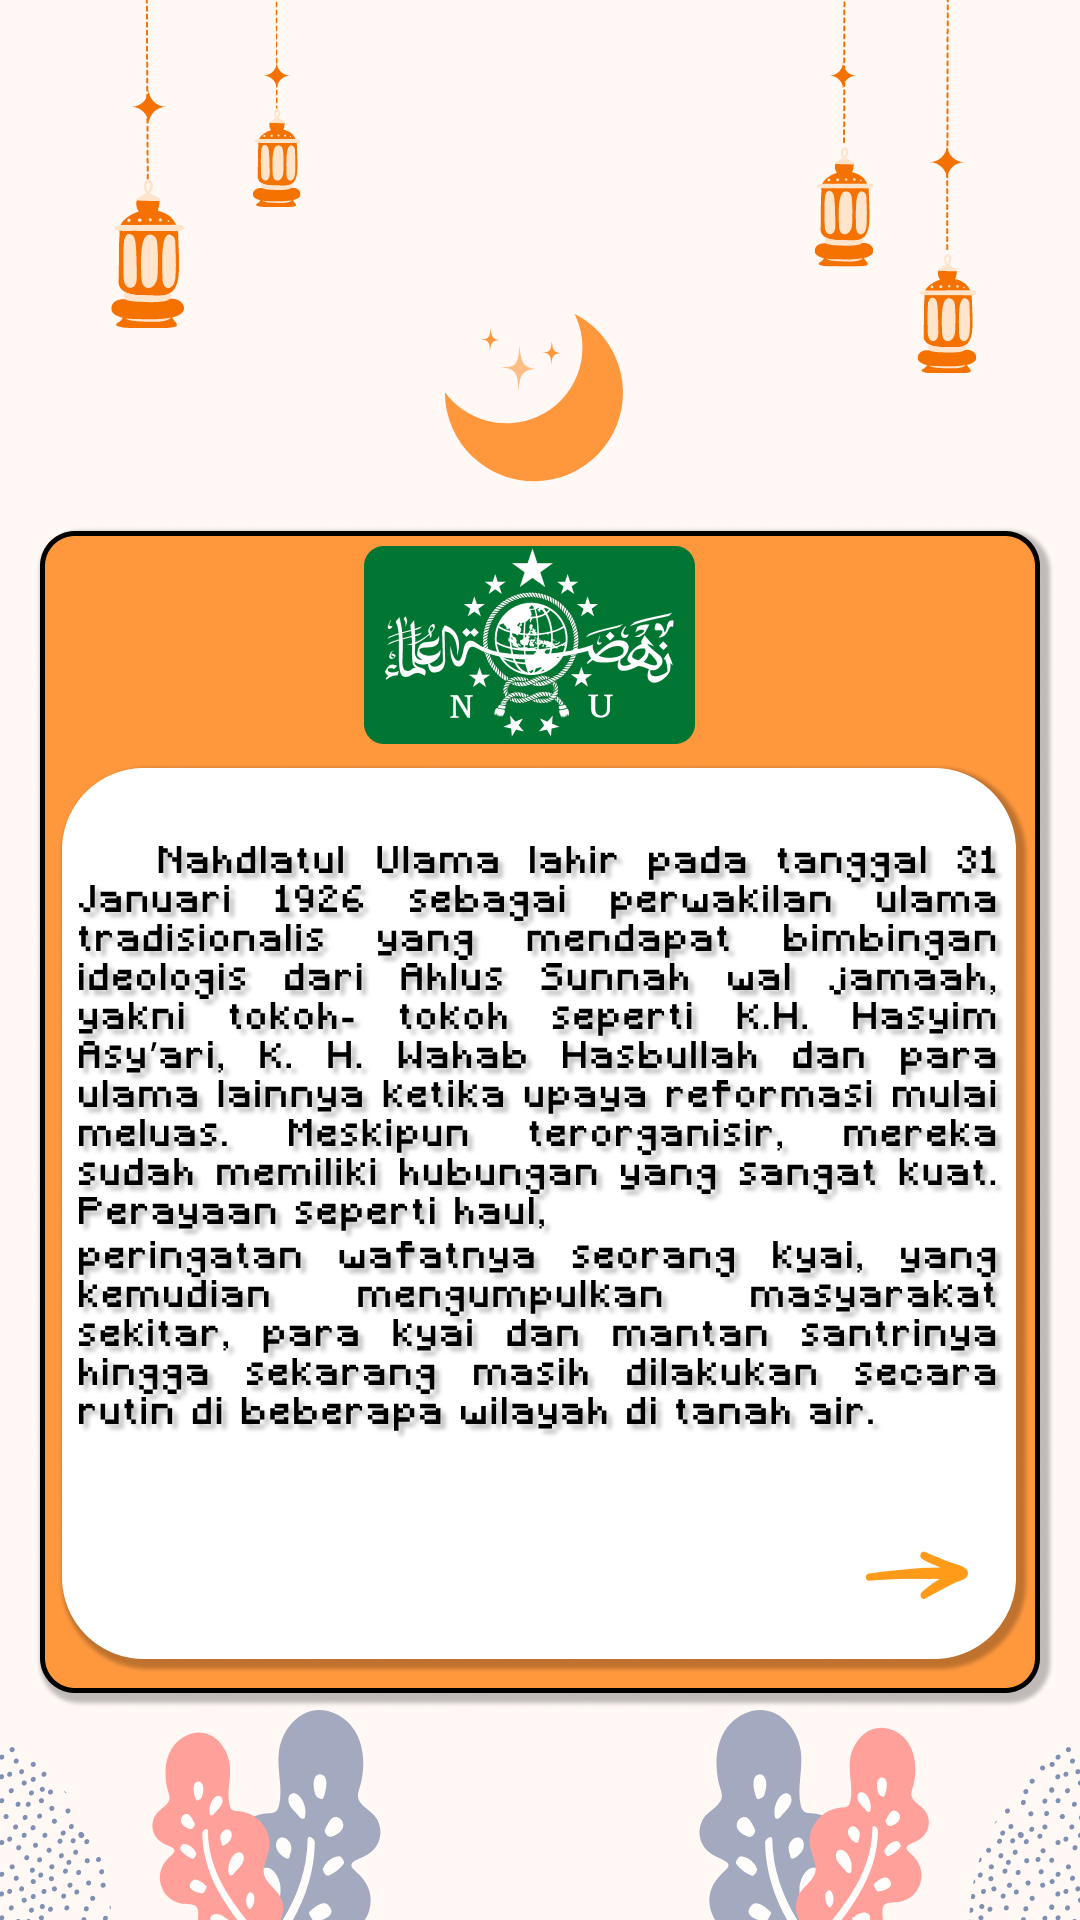 نهضة العلماء
N U
Nahdlatul Ulama lahir pada tanggal 31
Januari 1926 sebagai perwakilan ulama
tradisionalis yang mendapat bimbingan
ideologis dari Ahlus Sunnah wal jamaah,
yakni tokoh- tokoh seperti K.H. Hasyim
Asy'ari, K. H. Wahab Hasbullah dan para
ulama lainnya ketika upaya reformasi mulai
meluas. Meskipun terorganisir, mereka
sudah memiliki hubungan yang sangat kuat.
Perayaan seperti haul,
peringatan wafatnya seorang kyai, yang
kemudian mengumpulkan masyarakat
sekitar, para kyai dan mantan santrinya
hingga sekarang masih dilakukan secara
rutin di beberapa wilayah di tanah air.